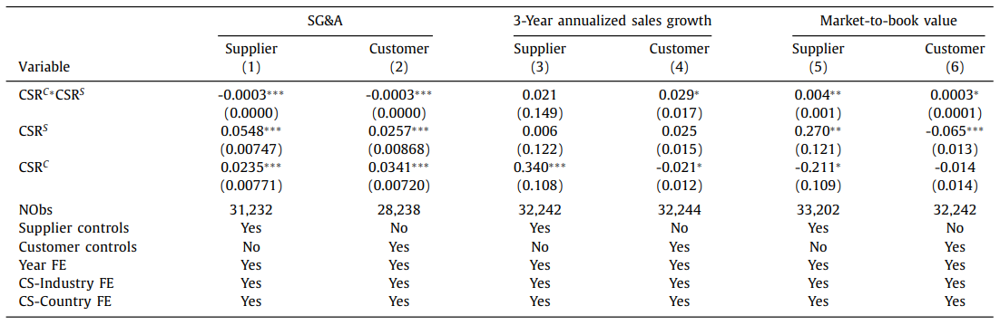 SG&A 3-Year annualized sales growth Market-to-book value
Supplier Customer Supplier Customer Supplier Customer
Variable (1) (2) (3) (4) (5) (6)
CSRᶜ*CSRˢ -0.0003*** -0.0003*** 0.021 0.029* 0.004** 0.0003*
(0.0000) (0.0000) (0.149) (0.017) (0.001) (0.0001)
CSRˢ 0.0548*** 0.0257*** 0.006 0.025 0.270** -0.065***
(0.00747) (0.00868) (0.122) (0.015) (0.121) (0.013)
CSRᶜ 0.0235*** 0.0341*** 0.340*** -0.021* -0.211* -0.014
(0.00771) (0.00720) (0.108) (0.012) (0.109) (0.014)
NObs 31,232 28,238 32,242 32,244 33,202 32,242
Supplier controls Yes No Yes No Yes No
Customer controls No Yes No Yes No Yes
Year FE Yes Yes Yes Yes Yes Yes
CS-Industry FE Yes Yes Yes Yes Yes Yes
CS-Country FE Yes Yes Yes Yes Yes Yes